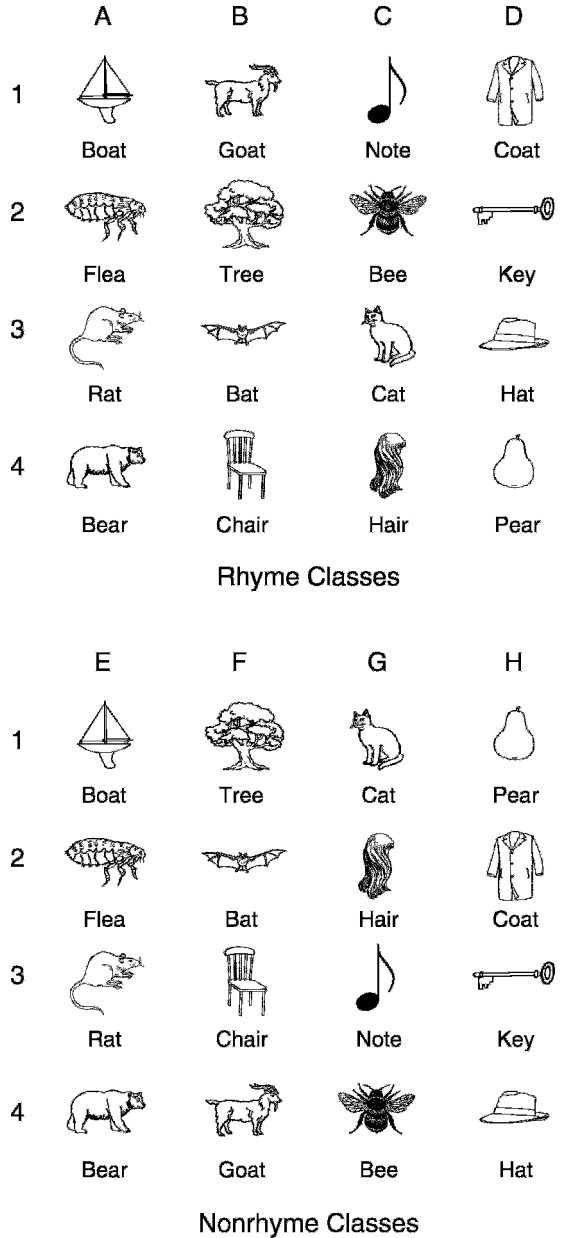 A B C D
1
Boat Goat Note Coat
2
Flea Tree Bee Key
3
Rat Bat Cat Hat
4
Bear Chair Hair Pear
Rhyme Classes
E F G H
1
Boat Tree Cat Pear
2
Flea Bat Hair Coat
3
Rat Chair Note Key
4
Bear Goat Bee Hat
Nonrhyme Classes